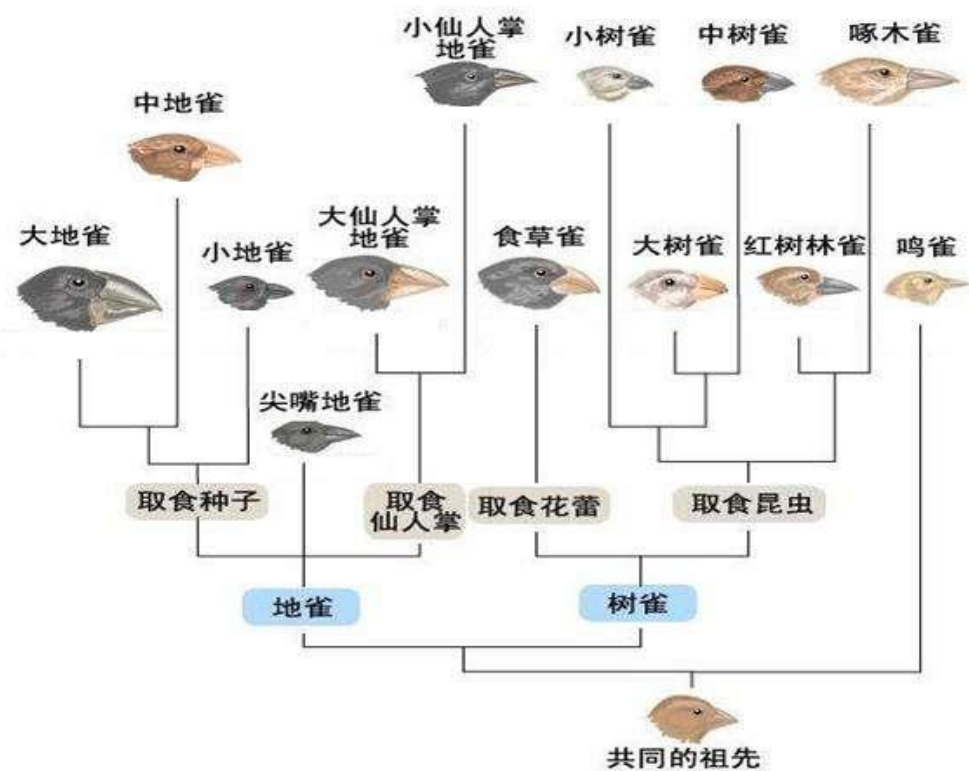 小仙人掌
地雀
小树雀
中树雀
啄木雀
中地雀
大地雀
小地雀
大仙人掌
地雀
食草雀
大树雀
红树林雀
鸣雀
尖嘴地雀
取食种子
取食
仙人掌
取食花蕾
取食昆虫
地雀
树雀
共同的祖先